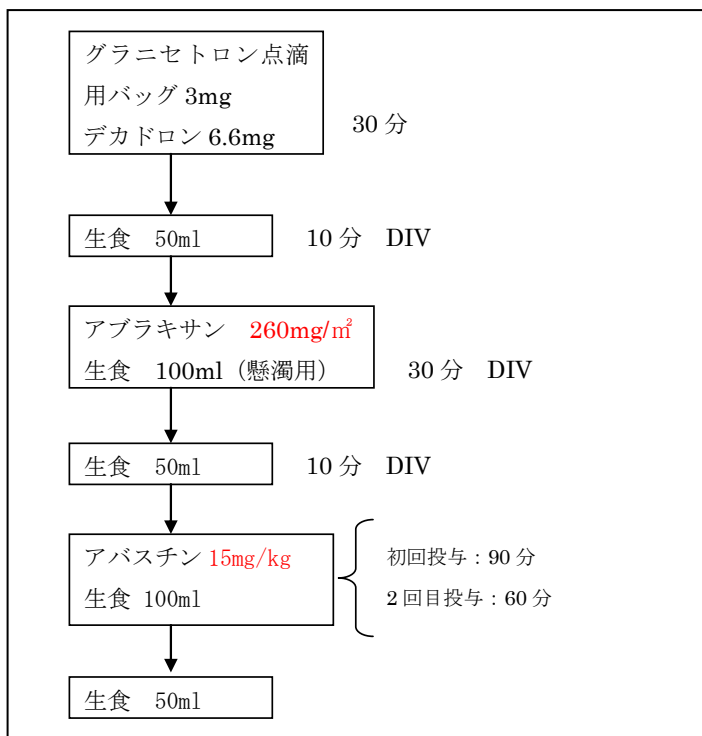 グラニセトロン点滴
用バッグ 3mg
デカドロン 6.6mg
30 分
生食 50ml
10 分 DIV
アブラキサン 260mg/㎡
生食 100ml（懸濁用）
30 分 DIV
生食 50ml
10 分 DIV
アバスチン 15mg/kg
生食 100ml
初回投与：90 分
2 回目投与：60 分
生食 50ml